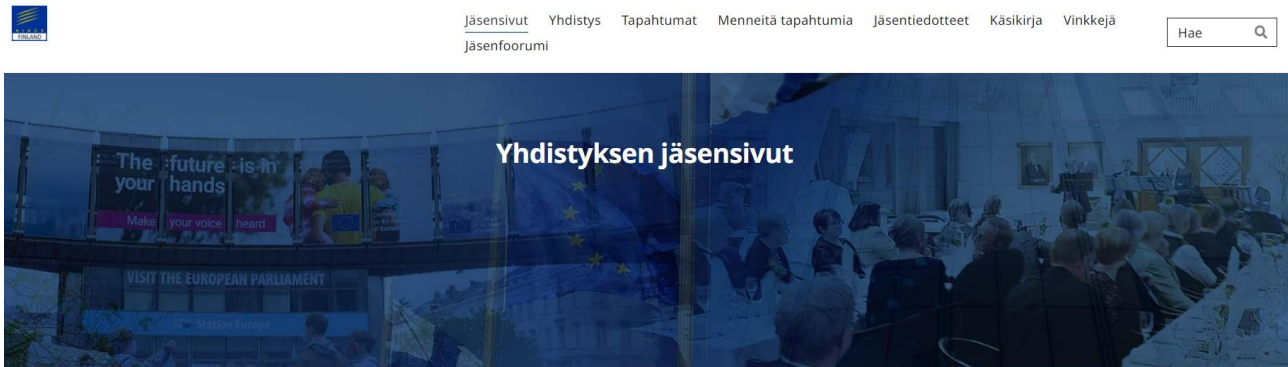 FINLAND
Jäsensivut Yhdistys Tapahtumat Menneitä tapahtumia Jäsentiedotteet Käsikirja Vinkkejä
Jäsenfoorumi
Hae
Yhdistyksen jäsensivut
The future is in
your hands
Make your voice heard
VISIT THE EUROPEAN PARLIAMENT
Station Europe